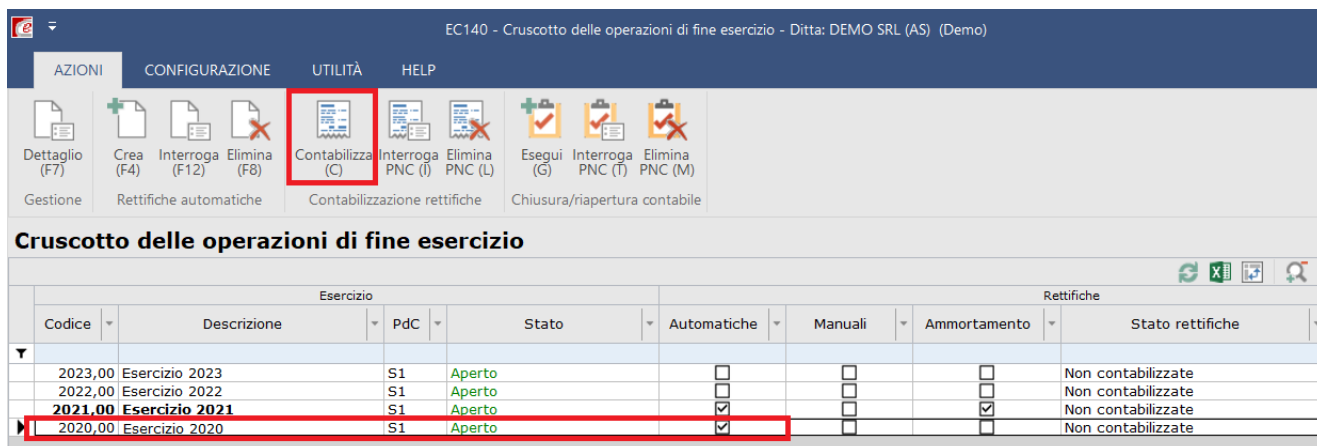 EC140 - Cruscotto delle operazioni di fine esercizio - Ditta: DEMO SRL (AS) (Demo)
AZIONI CONFIGURAZIONE UTILITÀ HELP
Dettaglio Crea Interroga Elimina Contabilizza Interroga Elimina Esegui Interroga Elimina
(F7) (F4) (F12) (F8) (C) PNC (I) PNC (L) (G) PNC (T) PNC (M)
Gestione Rettifiche automatiche Contabilizzazione rettifiche Chiusura/riapertura contabile
Cruscotto delle operazioni di fine esercizio
Esercizio Rettifiche
Codice Descrizione PdC Stato Automatiche Manuali Ammortamento Stato rettifiche
2023,00 Esercizio 2023 S1 Aperto Non contabilizzate
2022,00 Esercizio 2022 S1 Aperto Non contabilizzate
2021,00 Esercizio 2021 S1 Aperto Non contabilizzate
2020,00 Esercizio 2020 S1 Aperto Non contabilizzate